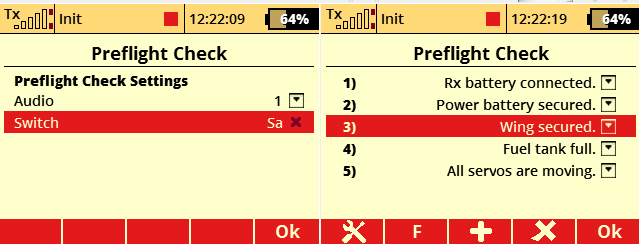 Tx Init 12:22:09 64%
Preflight Check
Preflight Check Settings
Audio 1
Switch Sa
Ok
Tx Init 12:22:19 64%
Preflight Check
1) Rx battery connected.
2) Power battery secured.
3) Wing secured.
4) Fuel tank full.
5) All servos are moving.
F Ok